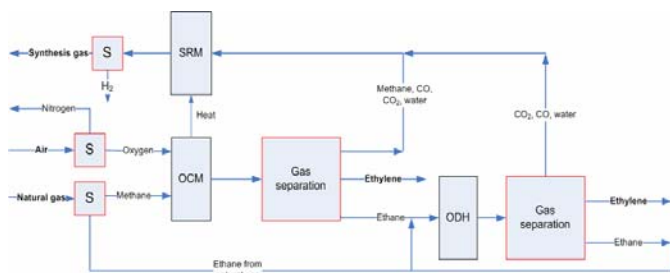 Synthesis gas
S
SRM
H₂
Methane, CO,
CO₂, water
CO₂, CO, water
Nitrogen
Heat
Air
S
Oxygen
OCM
Gas
separation
Ethylene
Natural gas
S
Methane
Ethane
ODH
Gas
separation
Ethylene
Ethane
Ethane from